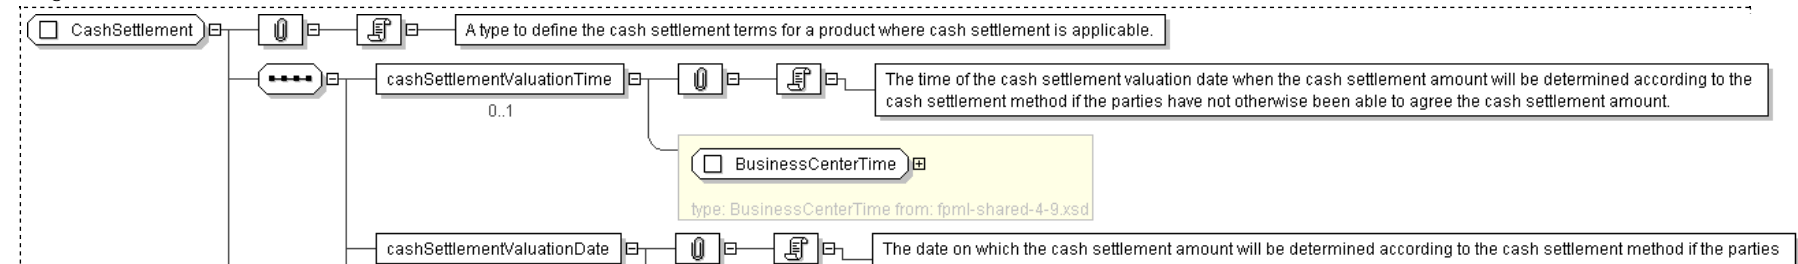 CashSettlement
A type to define the cash settlement terms for a product where cash settlement is applicable.
cashSettlementValuationTime
0..1
The time of the cash settlement valuation date when the cash settlement amount will be determined according to the
cash settlement method if the parties have not otherwise been able to agree the cash settlement amount.
BusinessCenterTime
type: BusinessCenterTime from: fpml-shared-4-9.xsd
cashSettlementValuationDate
The date on which the cash settlement amount will be determined according to the cash settlement method if the parties